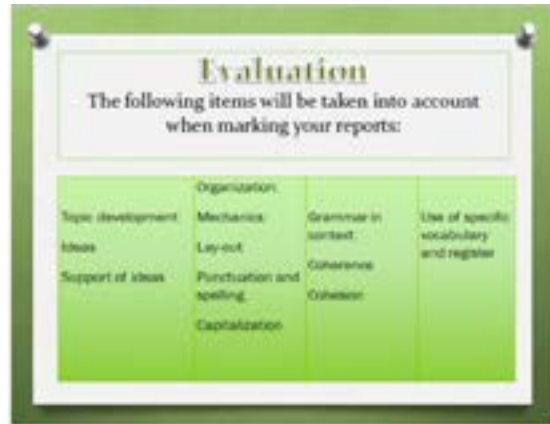 Evaluation
The following items will be taken into account
when marking your reports:
Topic development
Ideas
Support of ideas
Organization.
Mechanics:
Lay-out
Punctuation and
spelling.
Capitalization
Grammar in
context.
Coherence
Cohesion
Use of specific
vocabulary
and register